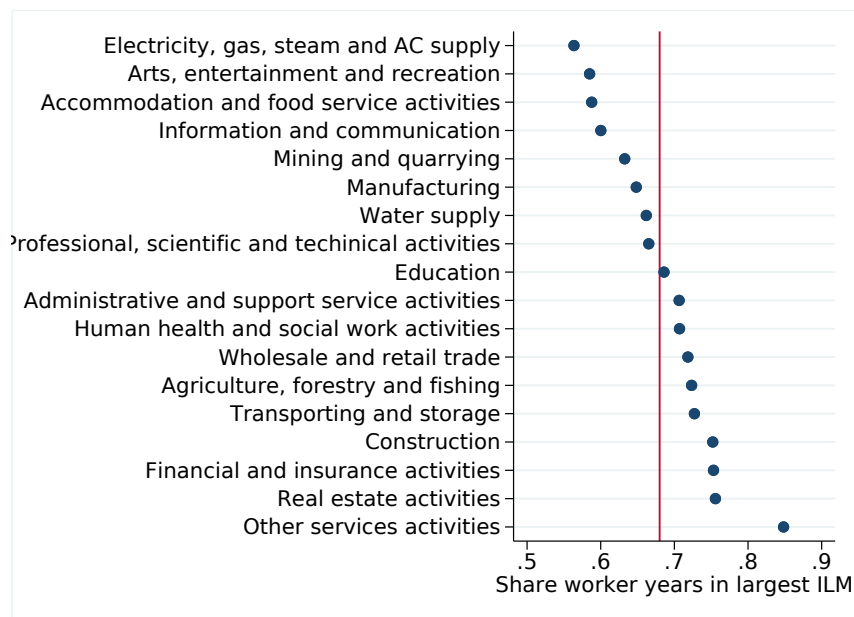 Electricity, gas, steam and AC supply
Arts, entertainment and recreation
Accommodation and food service activities
Information and communication
Mining and quarrying
Manufacturing
Water supply
Professional, scientific and techinical activities
Education
Administrative and support service activities
Human health and social work activities
Wholesale and retail trade
Agriculture, forestry and fishing
Transporting and storage
Construction
Financial and insurance activities
Real estate activities
Other services activities
.5 .6 .7 .8 .9
Share worker years in largest ILM